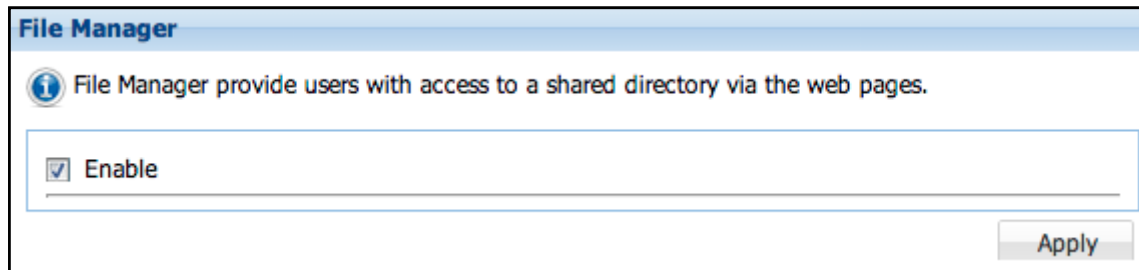 File Manager
File Manager provide users with access to a shared directory via the web pages.
Enable
Apply